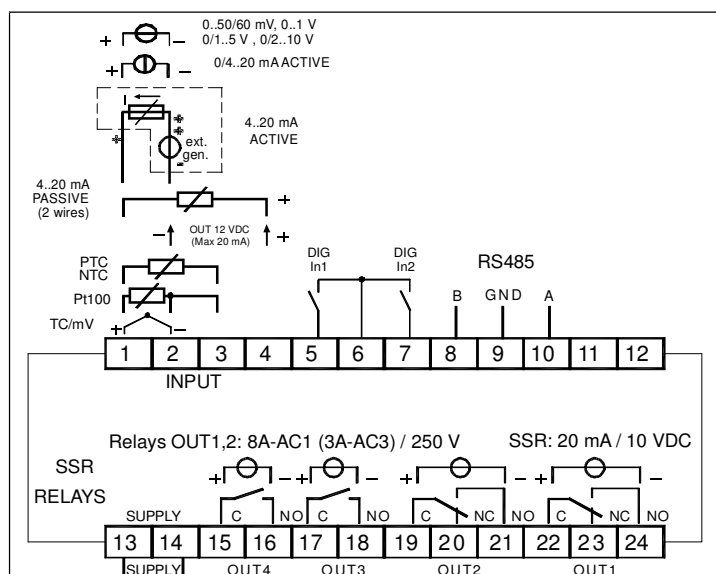 0..50/60 mV, 0..1 V
+ − 0/1..5 V , 0/2..10 V
+ − 0/4..20 mA ACTIVE
I
4..20 mA
ACTIVE
+ + +
ext.
gen.
-
4..20 mA
PASSIVE
(2 wires)
+
− OUT 12 VDC +
(Max 20 mA)
PTC
NTC
Pt100
TC/mV + −
DIG
In1
DIG
In2
RS485
B GND A
1 2 3 4 5 6 7 8 9 10 11 12
INPUT
Relays OUT1,2: 8A-AC1 (3A-AC3) / 250 V SSR: 20 mA / 10 VDC
SSR
RELAYS
+ − + − + − + −
SUPPLY C NO C NO C NC NO C NC NO
13 14 15 16 17 18 19 20 21 22 23 24
SUPPLY OUT4 OUT3 OUT2 OUT1